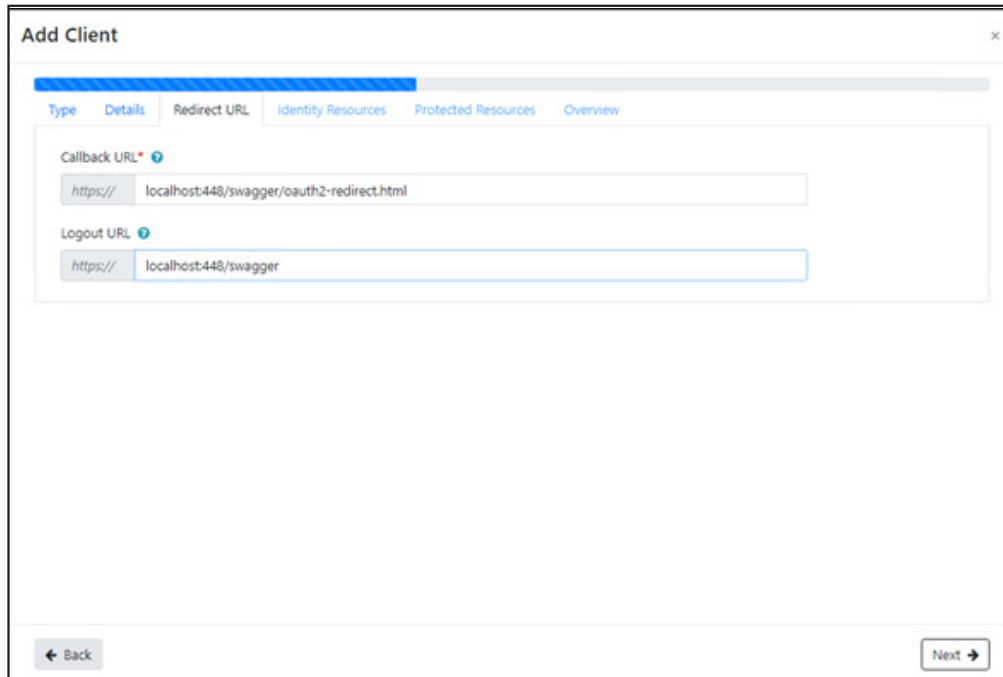 Add Client
×
Type Details Redirect URL Identity Resources Protected Resources Overview
Callback URL* ?
https:// localhost:448/swagger/oauth2-redirect.html
Logout URL ?
https:// localhost:448/swagger
← Back Next →